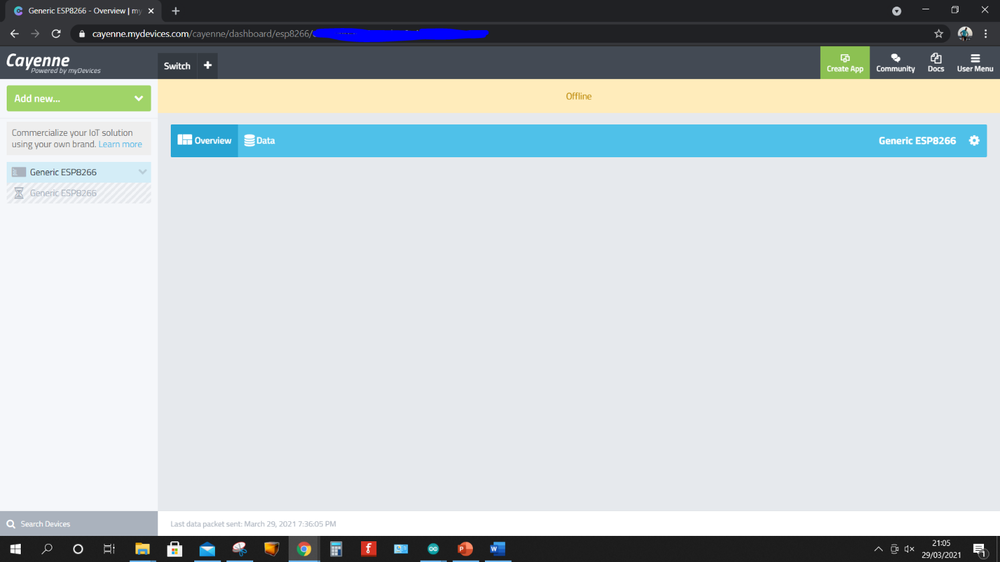 Generic ESP8266 - Overview | my
cayenne.mydevices.com/cayenne/dashboard/esp8266/
Cayenne
Powered by myDevices
Switch
Create App
Community
Docs
User Menu
Add new...
Offline
Commercialize your IoT solution
using your own brand. Learn more
Overview
Data
Generic ESP8266
Generic ESP8266
Generic ESP8266
Search Devices
Last data packet sent: March 29, 2021 7:36:05 PM
21:05
29/03/2021
1